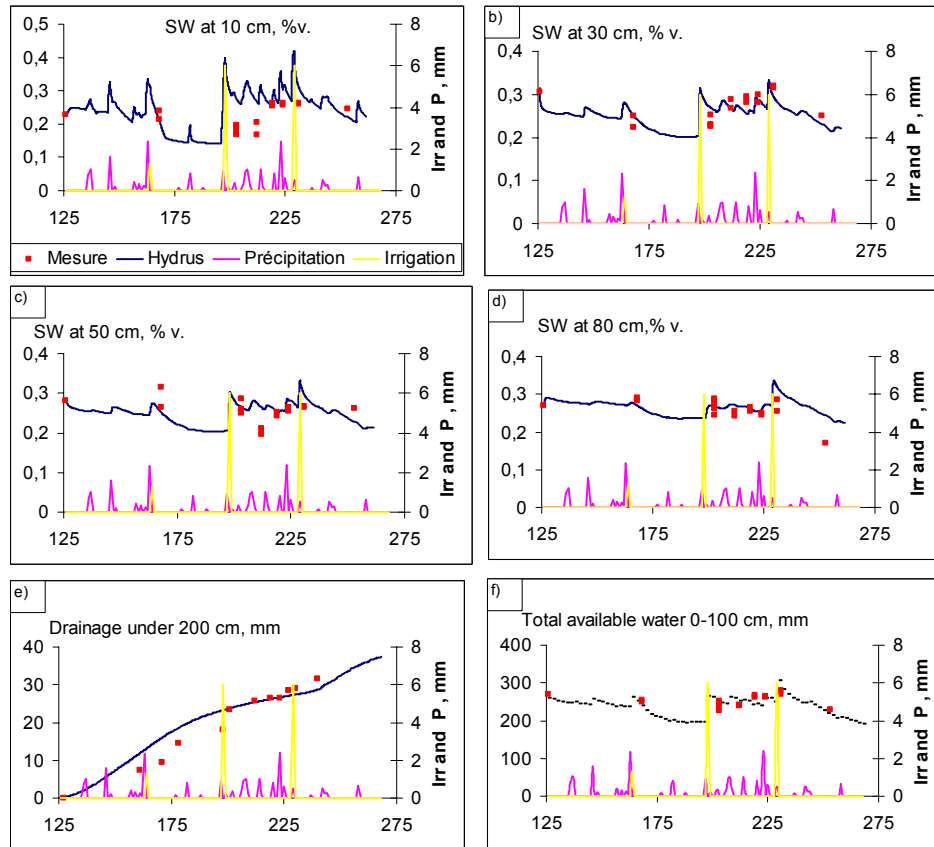 SW at 10 cm, %v.
0,5
0,4
0,3
0,2
0,1
0
8
6
4
2
0
Irr and P , mm
125 175 225 275
Mesure Hydrus Précipitation Irrigation
b)
SW at 30 cm, % v.
0,4
0,3
0,2
0,1
0
8
6
4
2
0
Irr and P , mm
125 175 225 275
c)
SW at 50 cm, % v.
0,4
0,3
0,2
0,1
0
8
6
4
2
0
Irr and P , mm
125 175 225 275
d)
SW at 80 cm,% v.
0,4
0,3
0,2
0,1
0
8
6
4
2
0
Irr and P , mm
125 175 225 275
e)
Drainage under 200 cm, mm
40
30
20
10
0
8
6
4
2
0
Irr and P , mm
125 175 225 275
f)
Total available water 0-100 cm, mm
400
300
200
100
0
8
6
4
2
0
Irr and P , mm
125 175 225 275